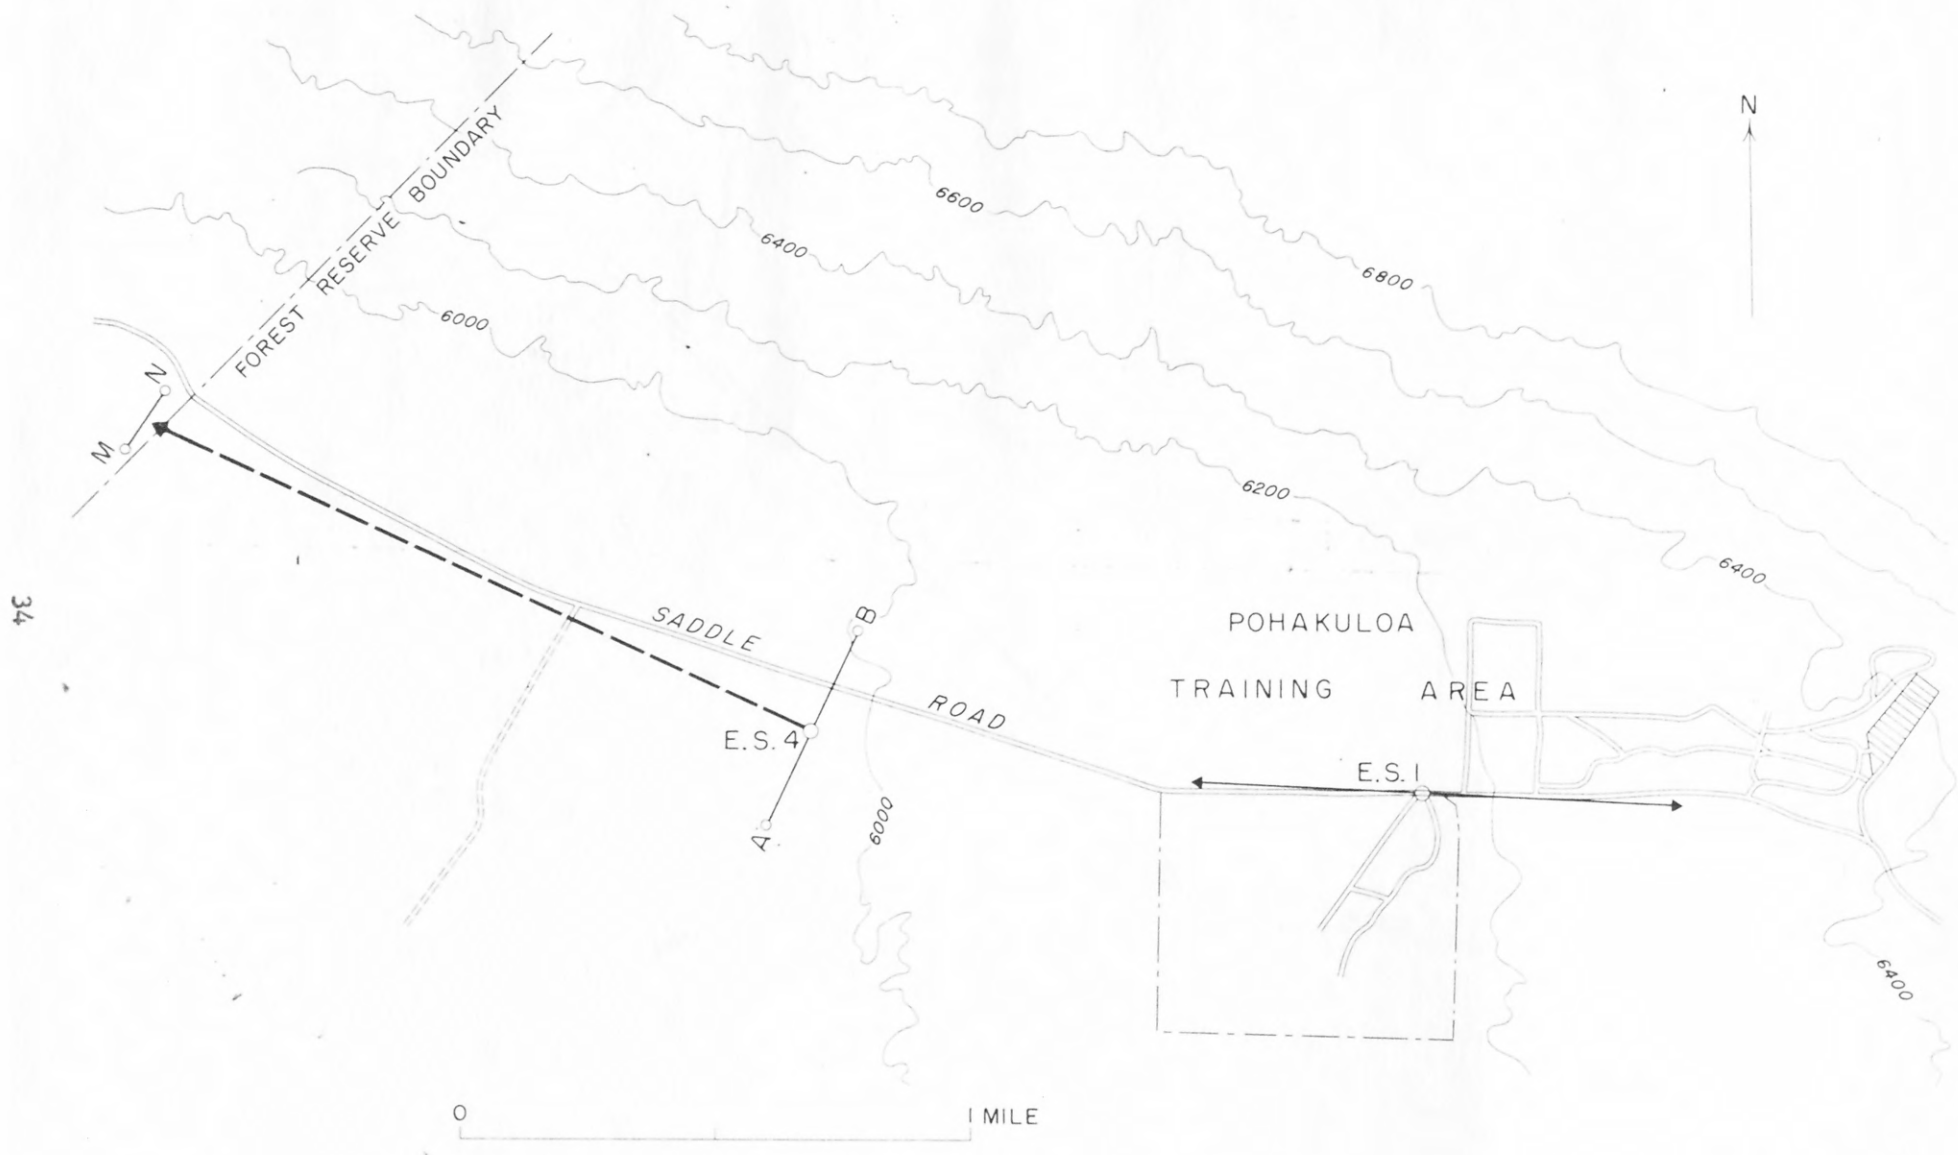 N
FOREST RESERVE BOUNDARY
6600
6400
6800
6000
N
M
6200
6400
SADDLE ROAD
B
POHAKULOA
TRAINING AREA
E.S. 4
E.S. 1
A
6000
6400
34
0 1 MILE